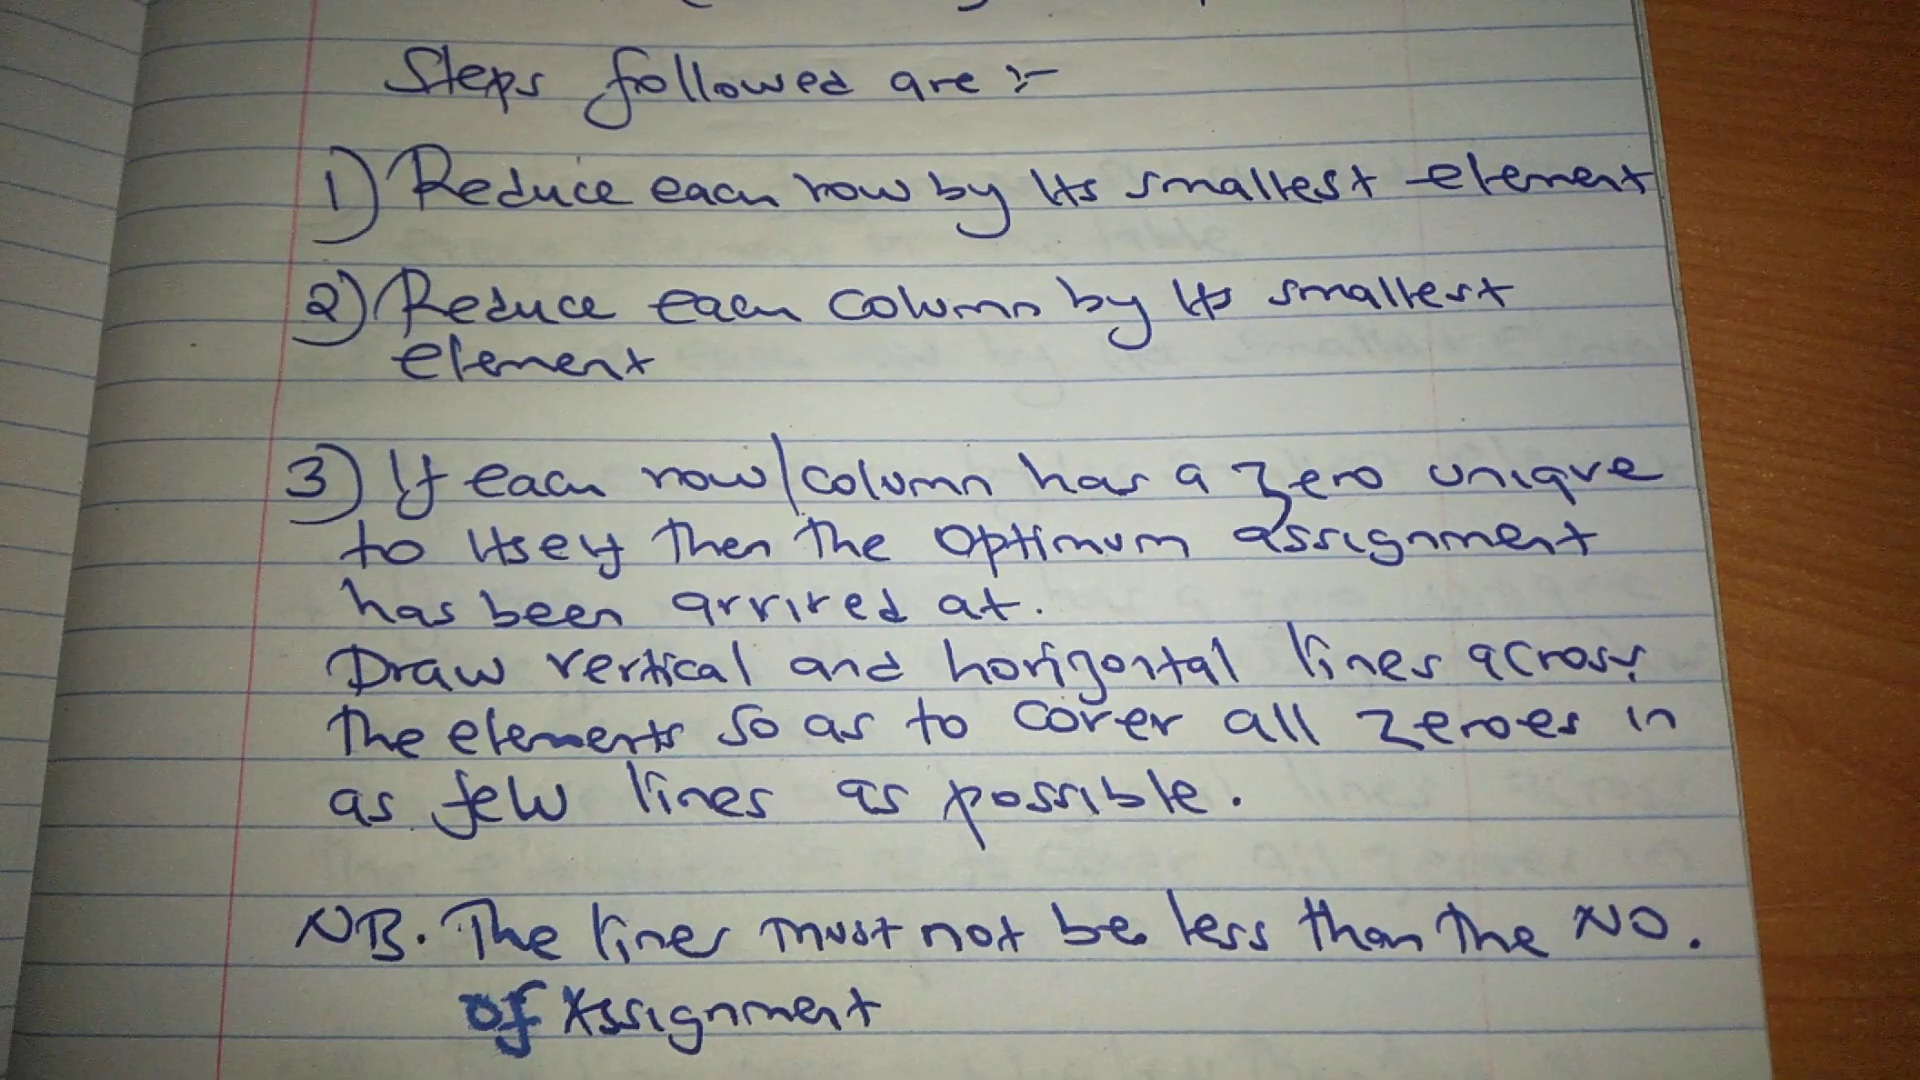 Steps followed are :-
1) Reduce each row by its smallest element
2) Reduce each column by its smallest
element
3) If each row/column has a zero unique
to itself then the optimum assignment
has been arrived at.
Draw vertical and horizontal lines across
the elements so as to cover all zeroes in
as few lines as possible.
NB. The lines must not be less than the NO.
of Assignment